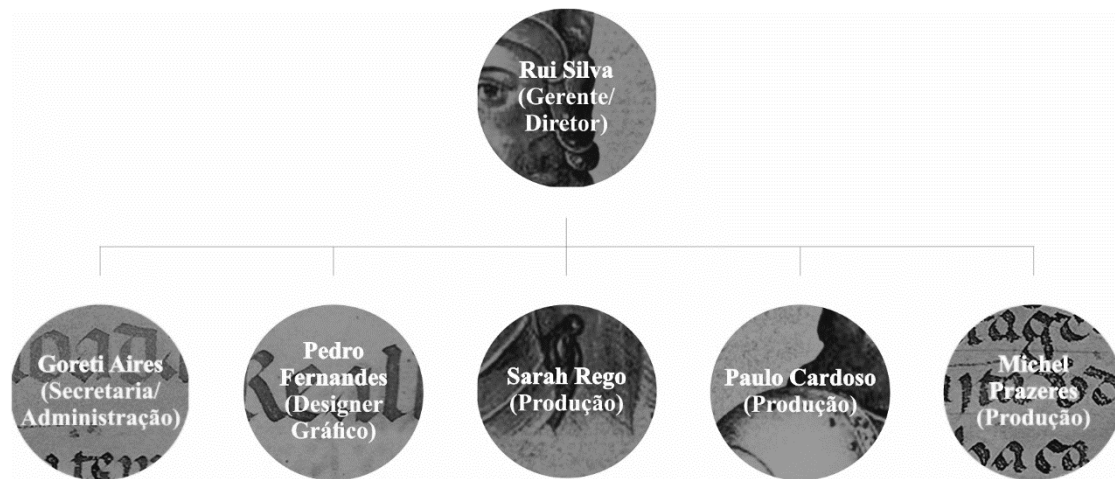 Rui Silva
(Gerente/
Diretor)
Goreti Aires
(Secretaria/
Administração)
Pedro
Fernandes
(Designer
Gráfico)
Sarah Rego
(Produção)
Paulo Cardoso
(Produção)
Michel
Prazeres
(Produção)